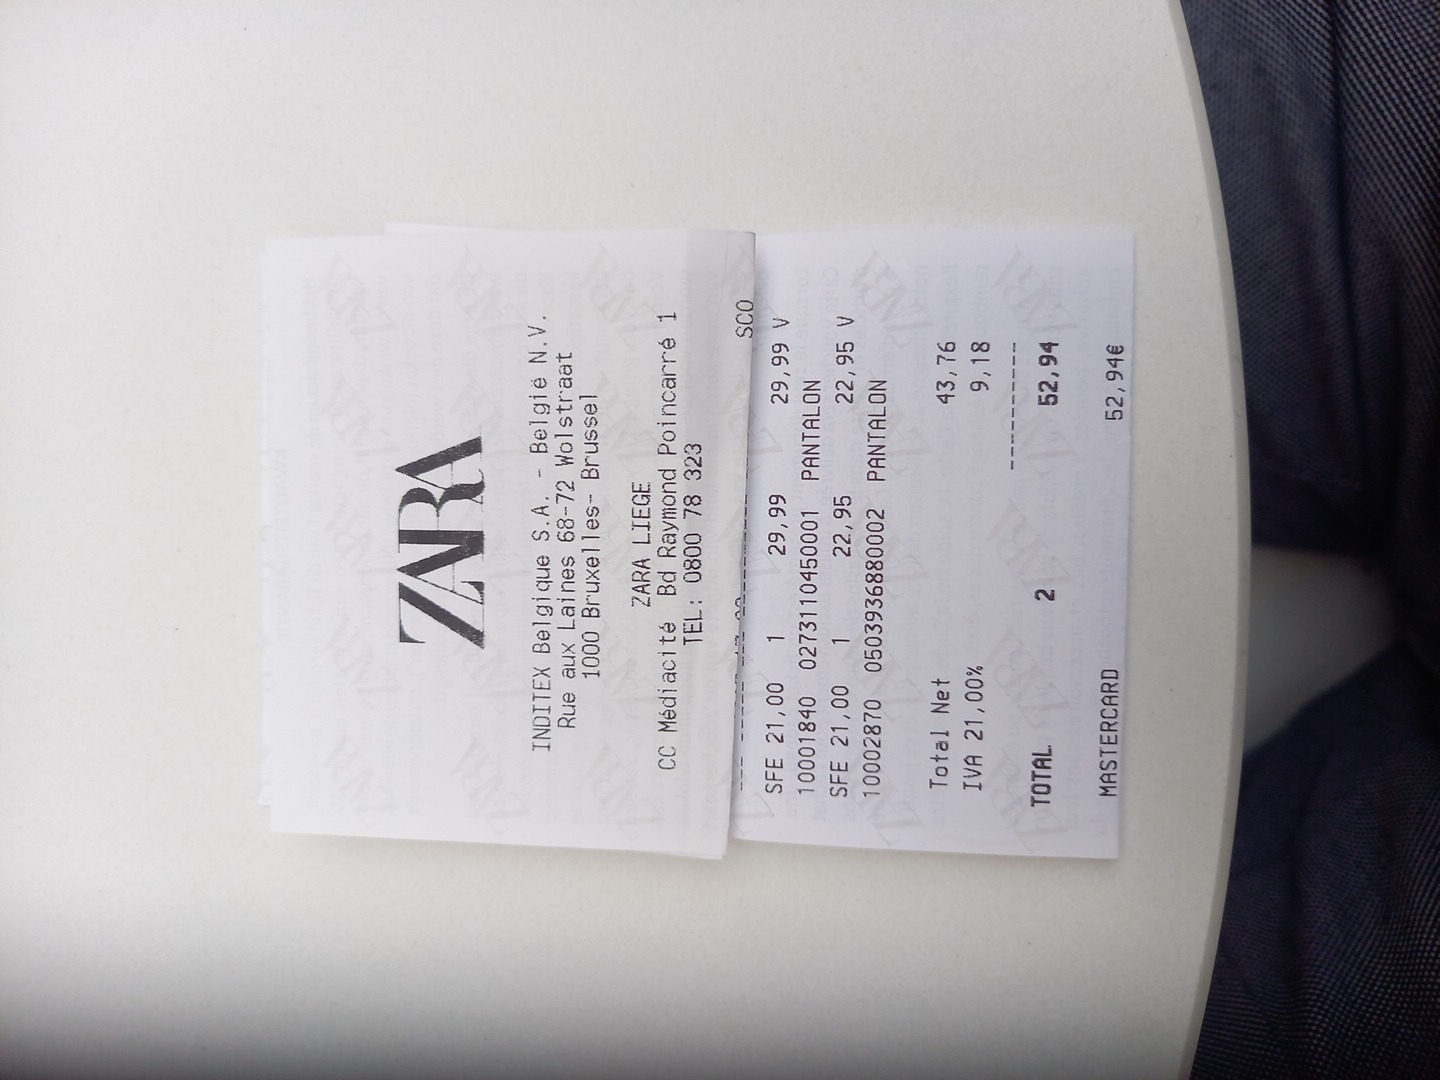 ZARA
INDITEX Belgique S.A. - België N.V.
Rue aux Laines 68-72 Wolstraat
1000 Bruxelles- Brussel
ZARA LIEGE
CC Médiacité Bd Raymond Poincarré 1
TEL: 0800 78 323
SCO
SFE 21,00 1 29,99 29,99 V
10001840 02731104500​01 PANTALON
SFE 21,00 1 22,95 22,95 V
10002870 0503936880002 PANTALON
Total Net 43,76
IVA 21,00% 9,18
----------
TOTAL 2 52,94
MASTERCARD 52,94€